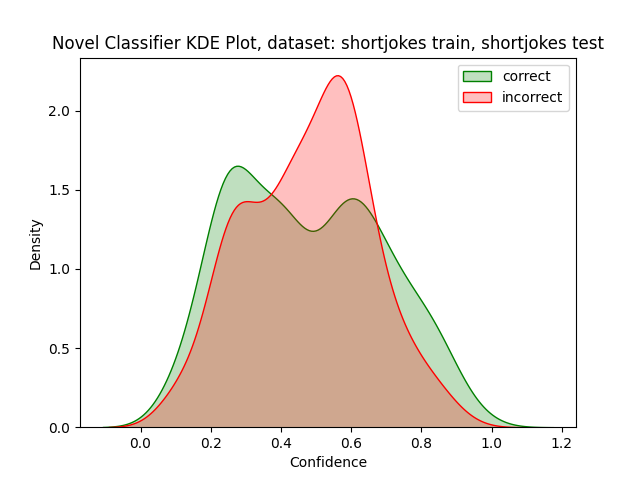 Novel Classifier KDE Plot, dataset: shortjokes train, shortjokes test
correct
incorrect
2.0
1.5
1.0
0.5
0.0
Density
0.0 0.2 0.4 0.6 0.8 1.0 1.2
Confidence